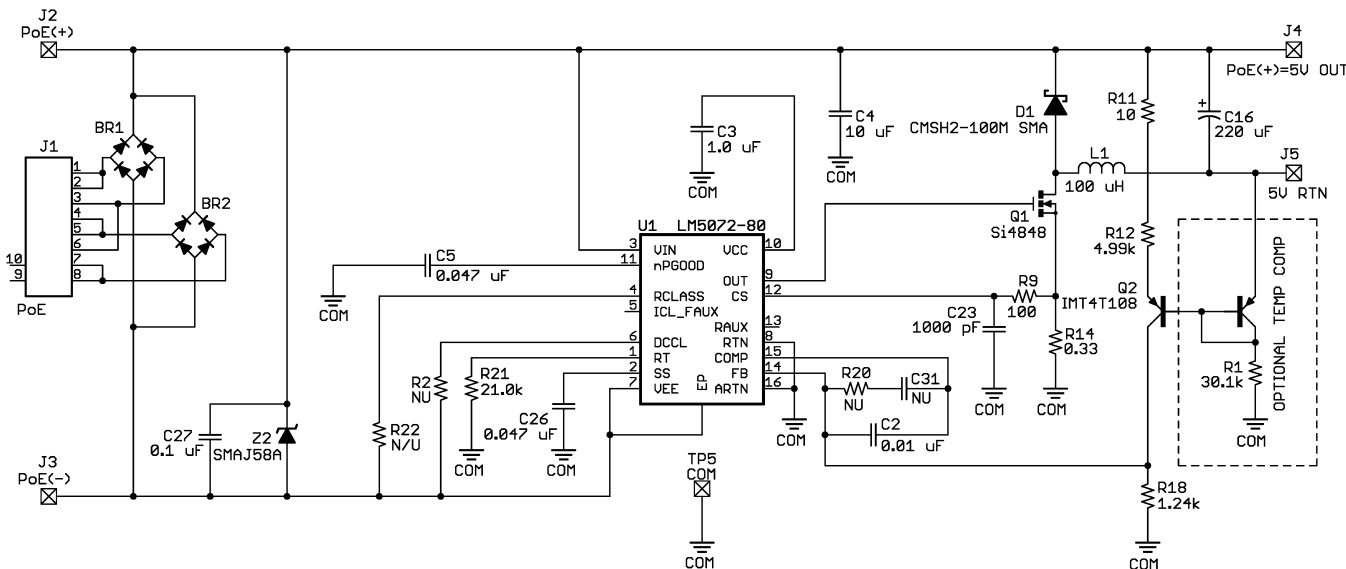 J2
PoE(+)
J4
PoE(+)=5V OUT
BR1
J1
1
2
3
4
5
6
7
8
10
9
PoE
BR2
C3
1.0 uF
COM
C4
10 uF
COM
D1
CMSH2-100M SMA
R11
10
+
C16
220 uF
L1
100 uH
J5
5V RTN
Q1
Si4848
R12
4.99k
Q2
IMT4T108
OPTIONAL TEMP COMP
R1
30.1k
COM
U1 LM5072-80
3 VIN
11 nPGOOD
4 RCLASS
5 ICL_FAUX
6 DCCL
1 RT
2 SS
7 VEE
EP
VCC 10
OUT 9
CS 12
RAUX 13
RTN 8
COMP 15
FB 14
ARTN 16
C5
0.047 uF
COM
R9
100
C23
1000 pF
COM
R14
0.33
COM
R20
NU
C31
NU
C2
0.01 uF
COM
R2
NU
R21
21.0k
COM
R22
N/U
C26
0.047 uF
COM
C27
0.1 uF
Z2
SMAJ58A
J3
PoE(-)
TP5
COM
COM
R18
1.24k
COM